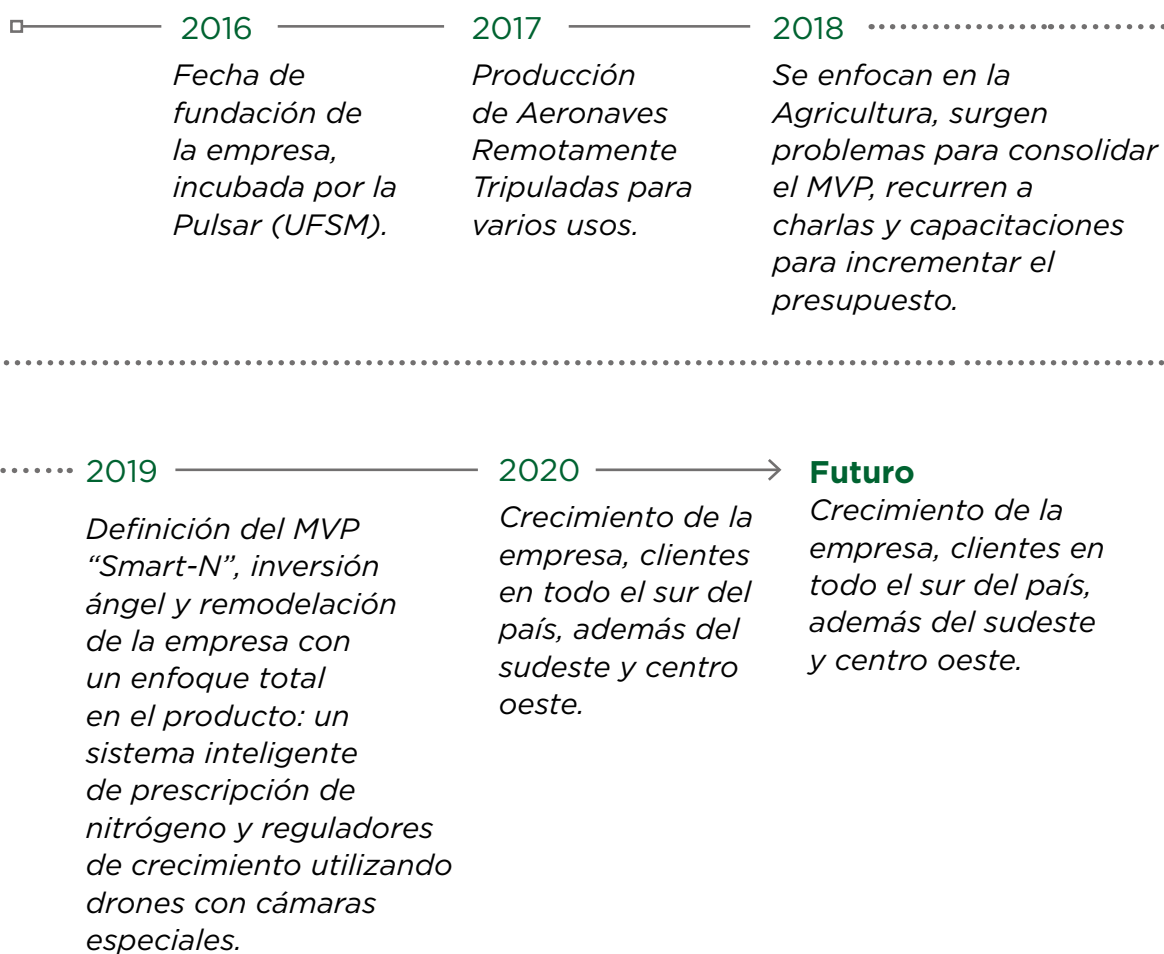 2016
Fecha de
fundación de
la empresa,
incubada por la
Pulsar (UFSM).
2017
Producción
de Aeronaves
Remotamente
Tripuladas para
varios usos.
2018
Se enfocan en la
Agricultura, surgen
problemas para consolidar
el MVP, recurren a
charlas y capacitaciones
para incrementar el
presupuesto.
2019
Definición del MVP
“Smart-N”, inversión
ángel y remodelación
de la empresa con
un enfoque total
en el producto: un
sistema inteligente
de prescripción de
nitrógeno y reguladores
de crecimiento utilizando
drones con cámaras
especiales.
2020
Crecimiento de la
empresa, clientes
en todo el sur del
país, además del
sudeste y centro
oeste.
Futuro
Crecimiento de la
empresa, clientes en
todo el sur del país,
además del sudeste
y centro oeste.